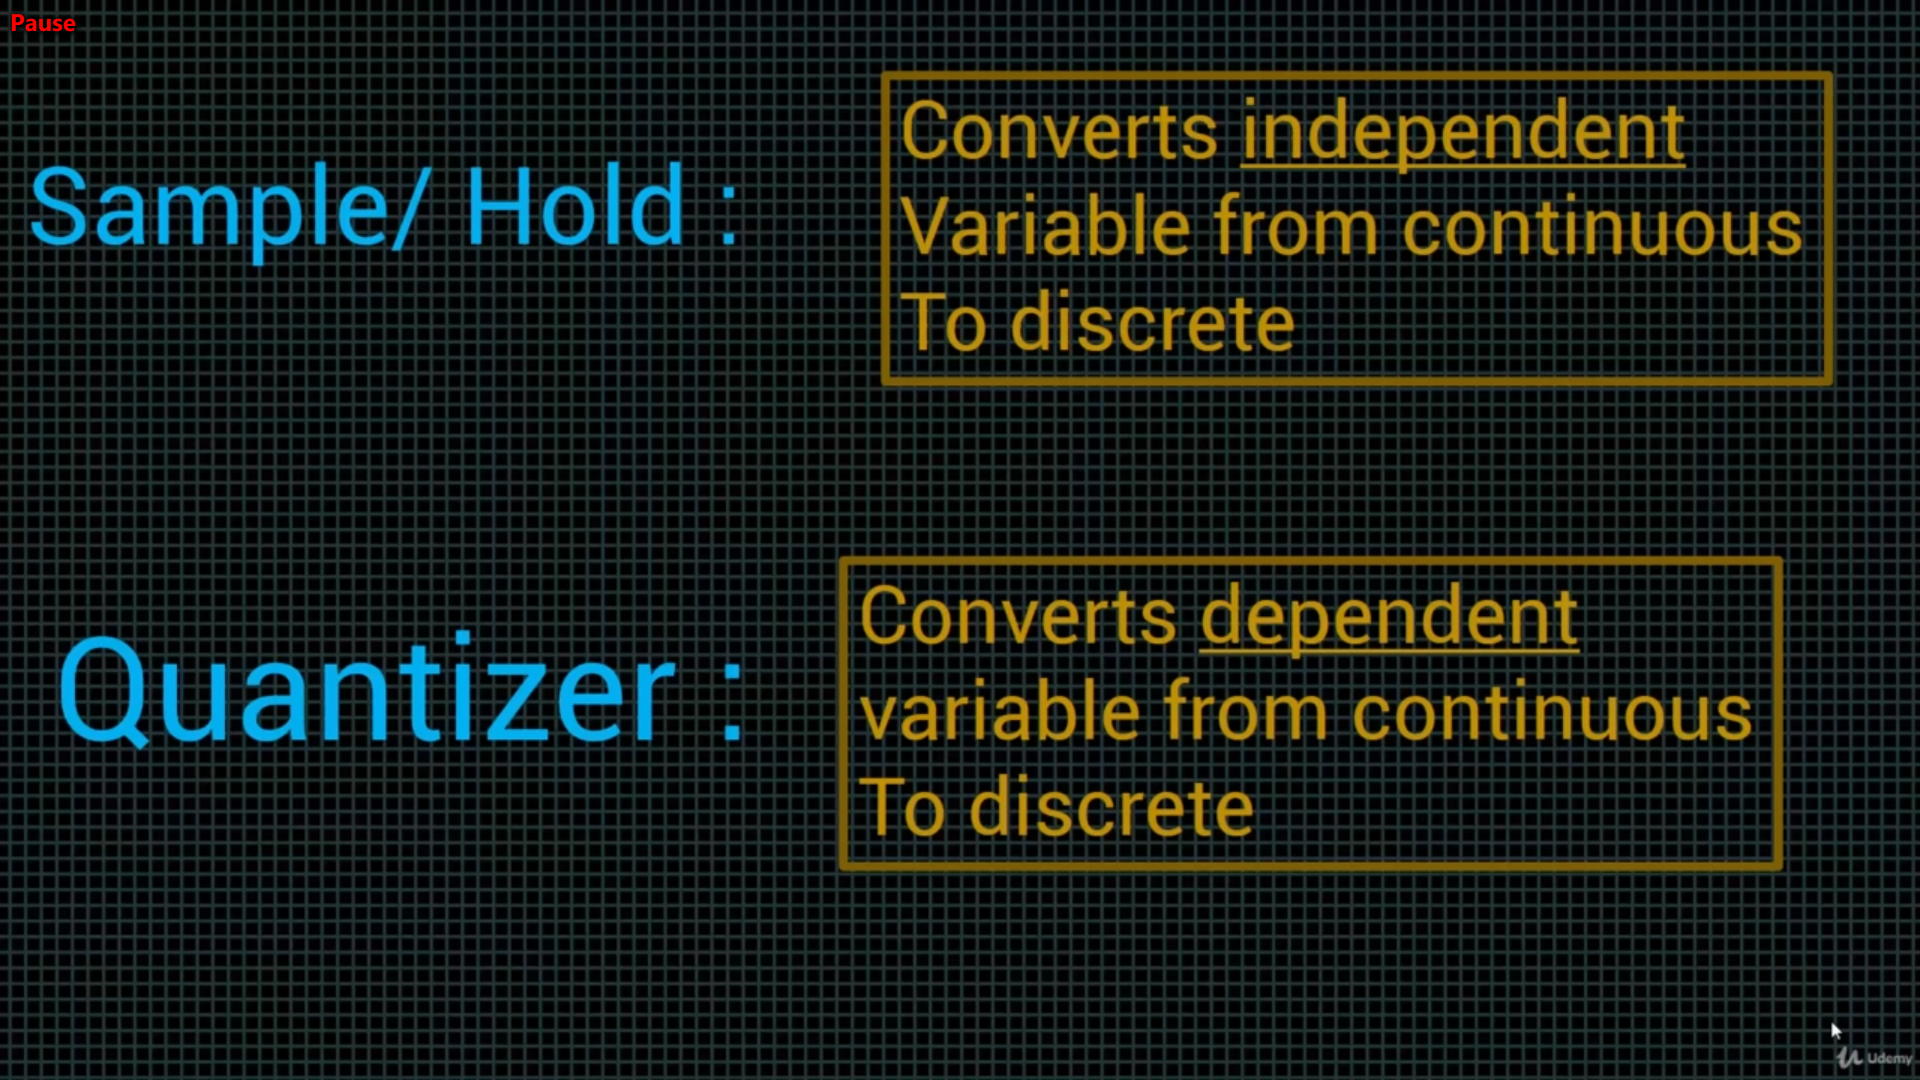 Pause
Sample/ Hold :
Converts independent
Variable from continuous
To discrete
Quantizer :
Converts dependent
variable from continuous
To discrete
Udemy